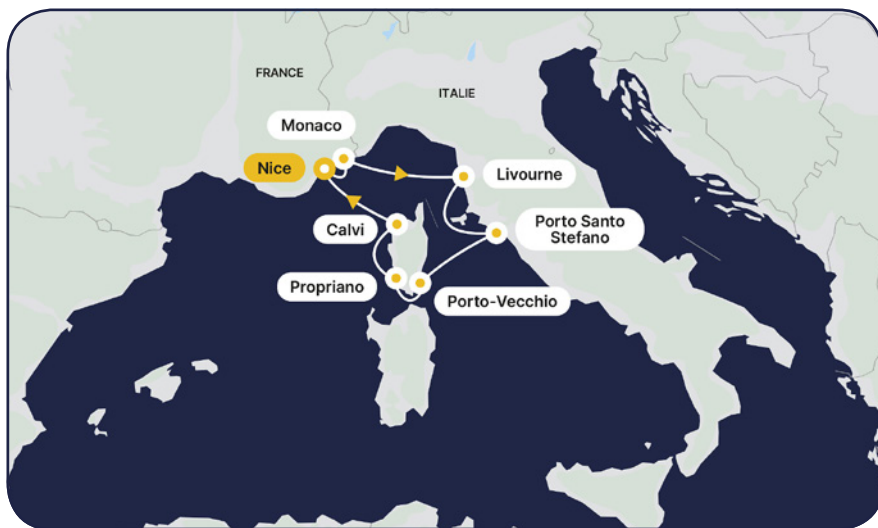 FRANCE
ITALIE
Monaco
Nice
Livourne
Calvi
Porto Santo
Stefano
Propriano
Porto-Vecchio